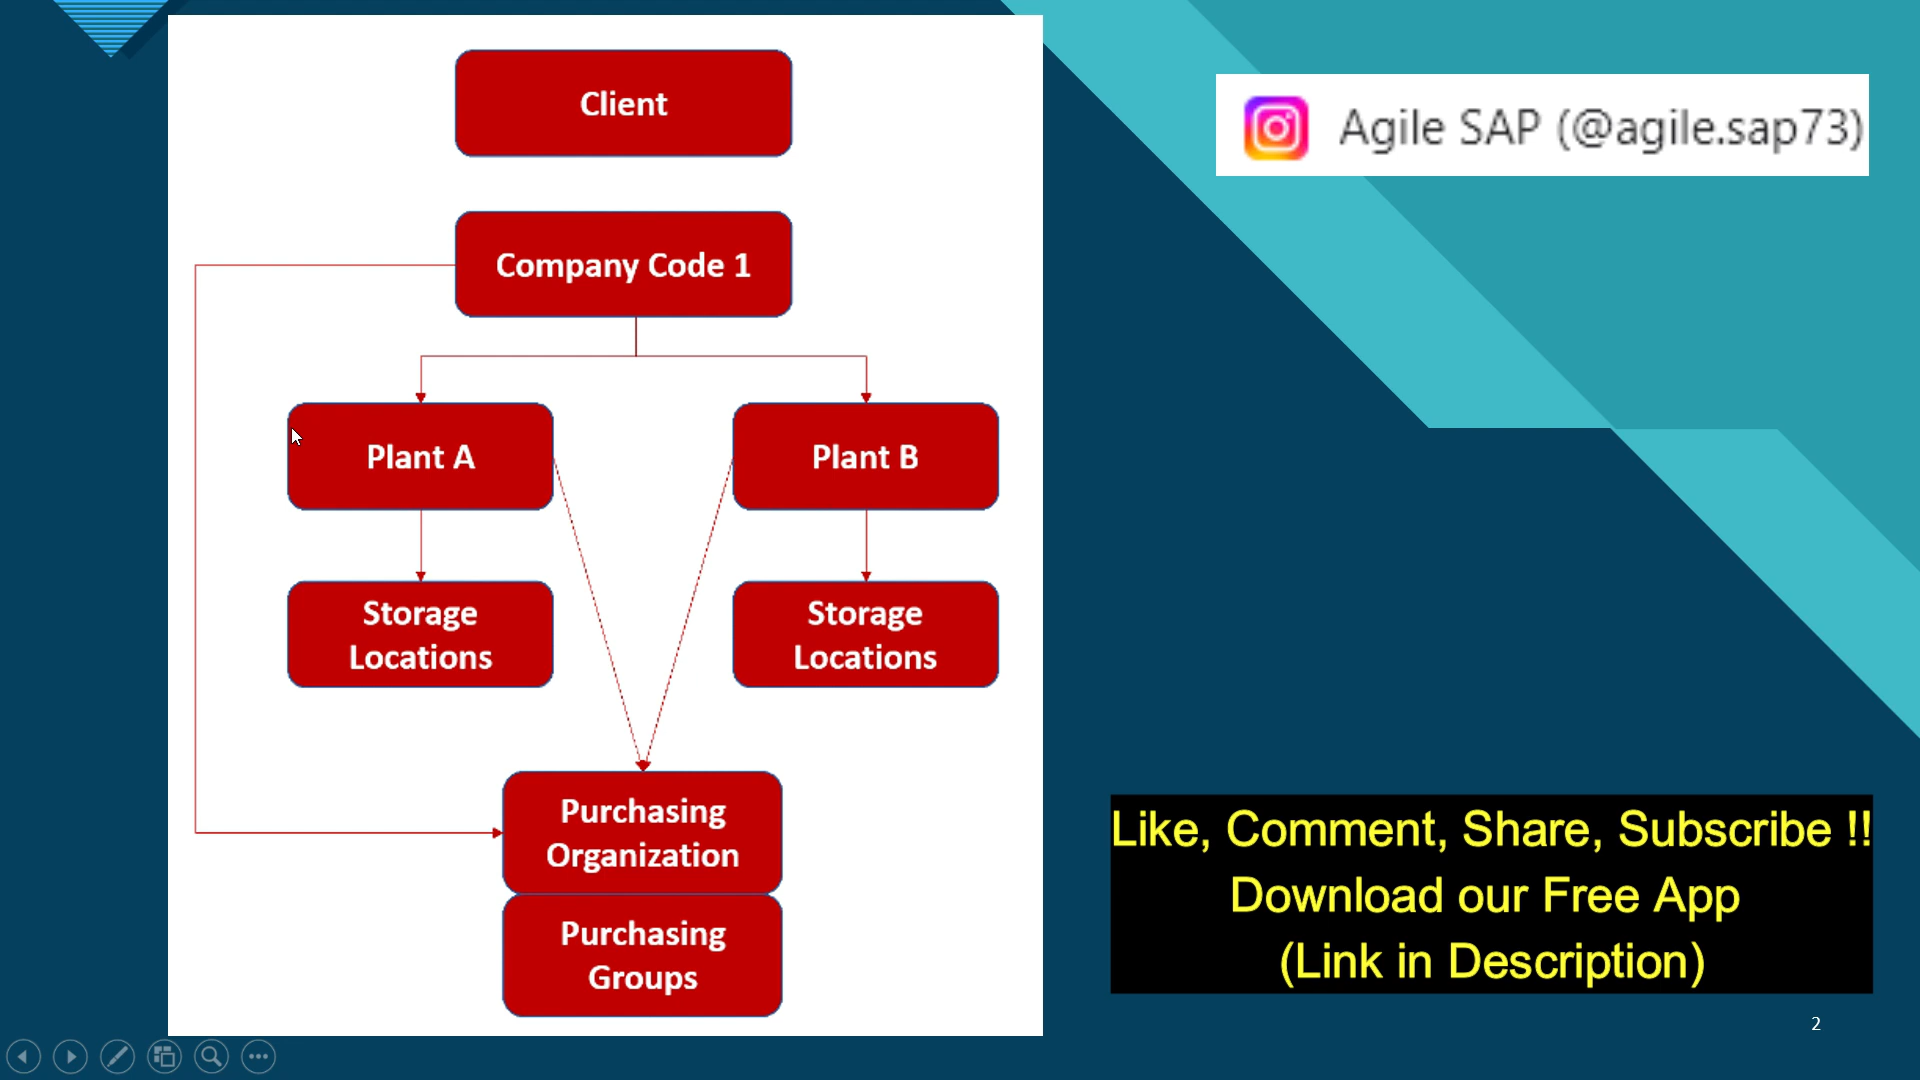 Client
Agile SAP (@agile.sap73)
Company Code 1
Plant A
Plant B
Storage
Locations
Storage
Locations
Purchasing
Organization
Purchasing
Groups
Like, Comment, Share, Subscribe !!
Download our Free App
(Link in Description)
2